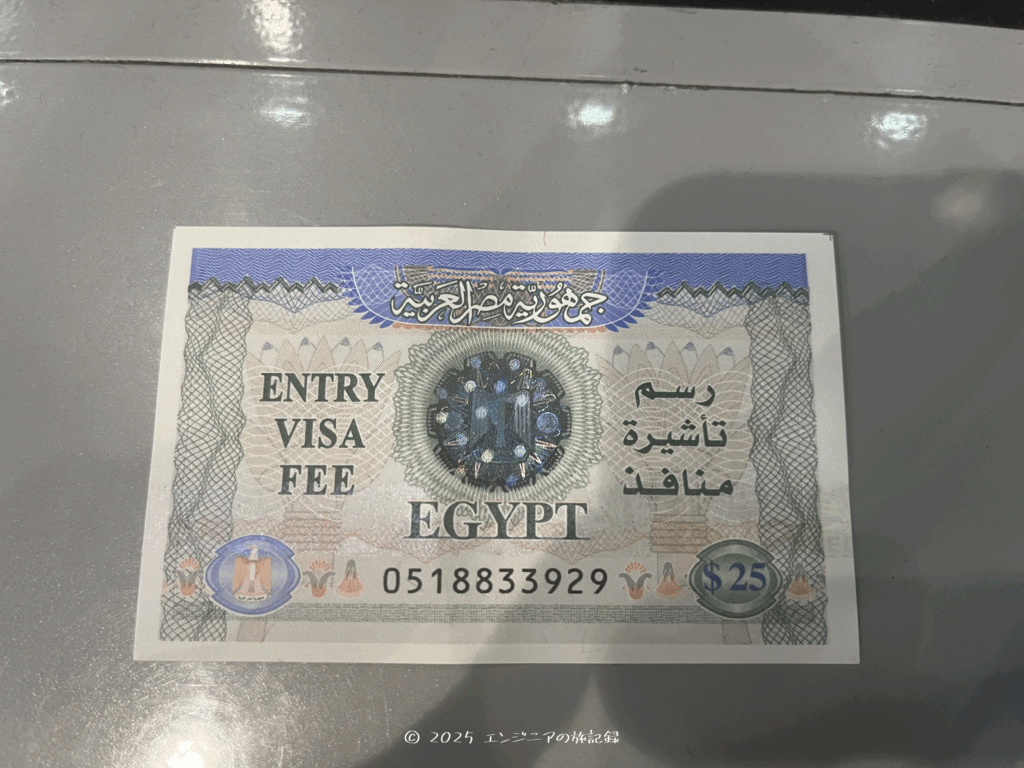 جمهورية مصر العربية
ENTRY
VISA
FEE
رسم
تأشيرة
منافذ
EGYPT
0518833929
$ 25
© 2025 エンジニアの旅記録